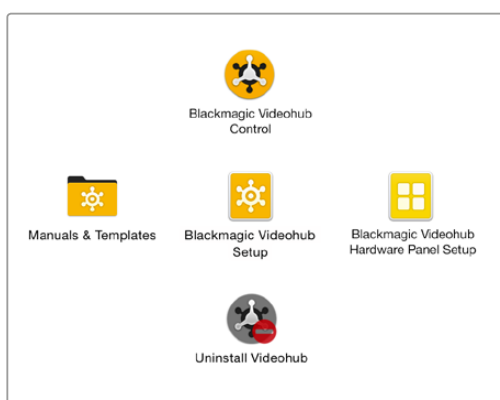 Blackmagic Videohub
Control
Manuals & Templates
Blackmagic Videohub
Setup
Blackmagic Videohub
Hardware Panel Setup
Uninstall Videohub